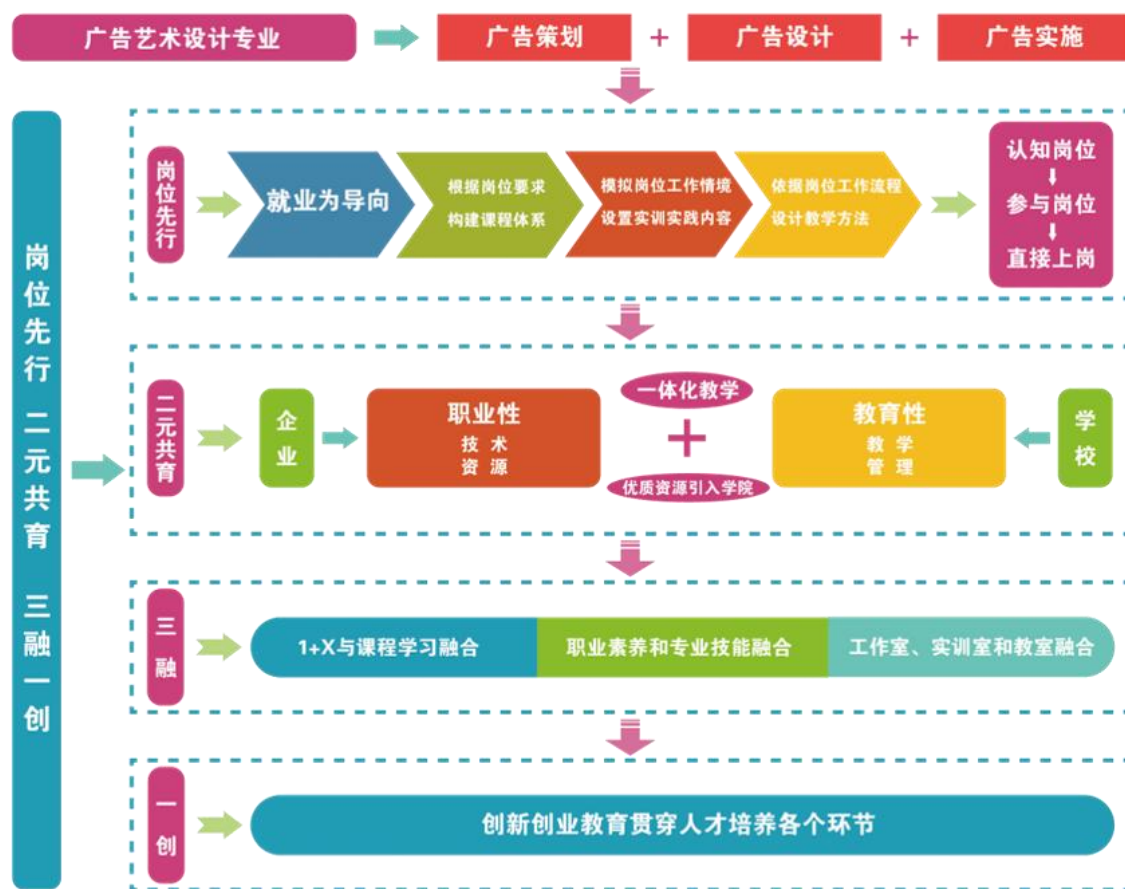 广告艺术设计专业
广告策划
+
广告设计
+
广告实施
岗位先行 二元共育 三融一创
岗位先行
就业为导向
根据岗位要求
构建课程体系
模拟岗位工作情境
设置实训实践内容
依据岗位工作流程
设计教学方法
认知岗位
参与岗位
直接上岗
二元共育
企业
职业性
技术
资源
一体化教学
+
优质资源引入学院
教育性
教学
管理
学校
三融
1+X与课程学习融合
职业素养和专业技能融合
工作室、实训室和教室融合
一创
创新创业教育贯穿人才培养各个环节